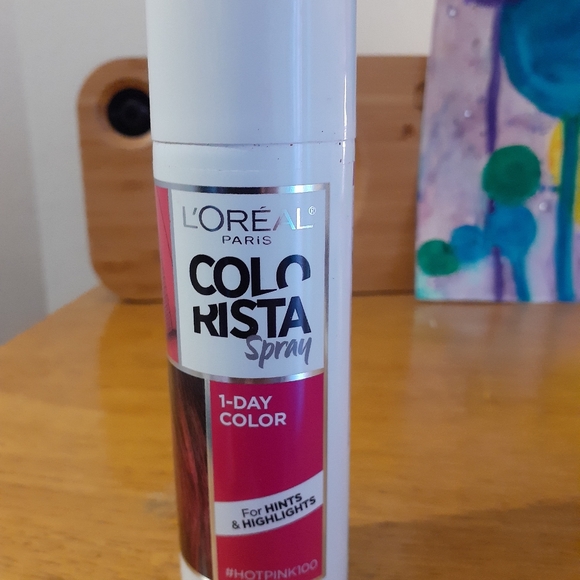 L'ORÉAL®
PARIS
COLO
RISTA
Spray
1-DAY
COLOR
For HINTS
& HIGHLIGHTS
#HOTPINK100